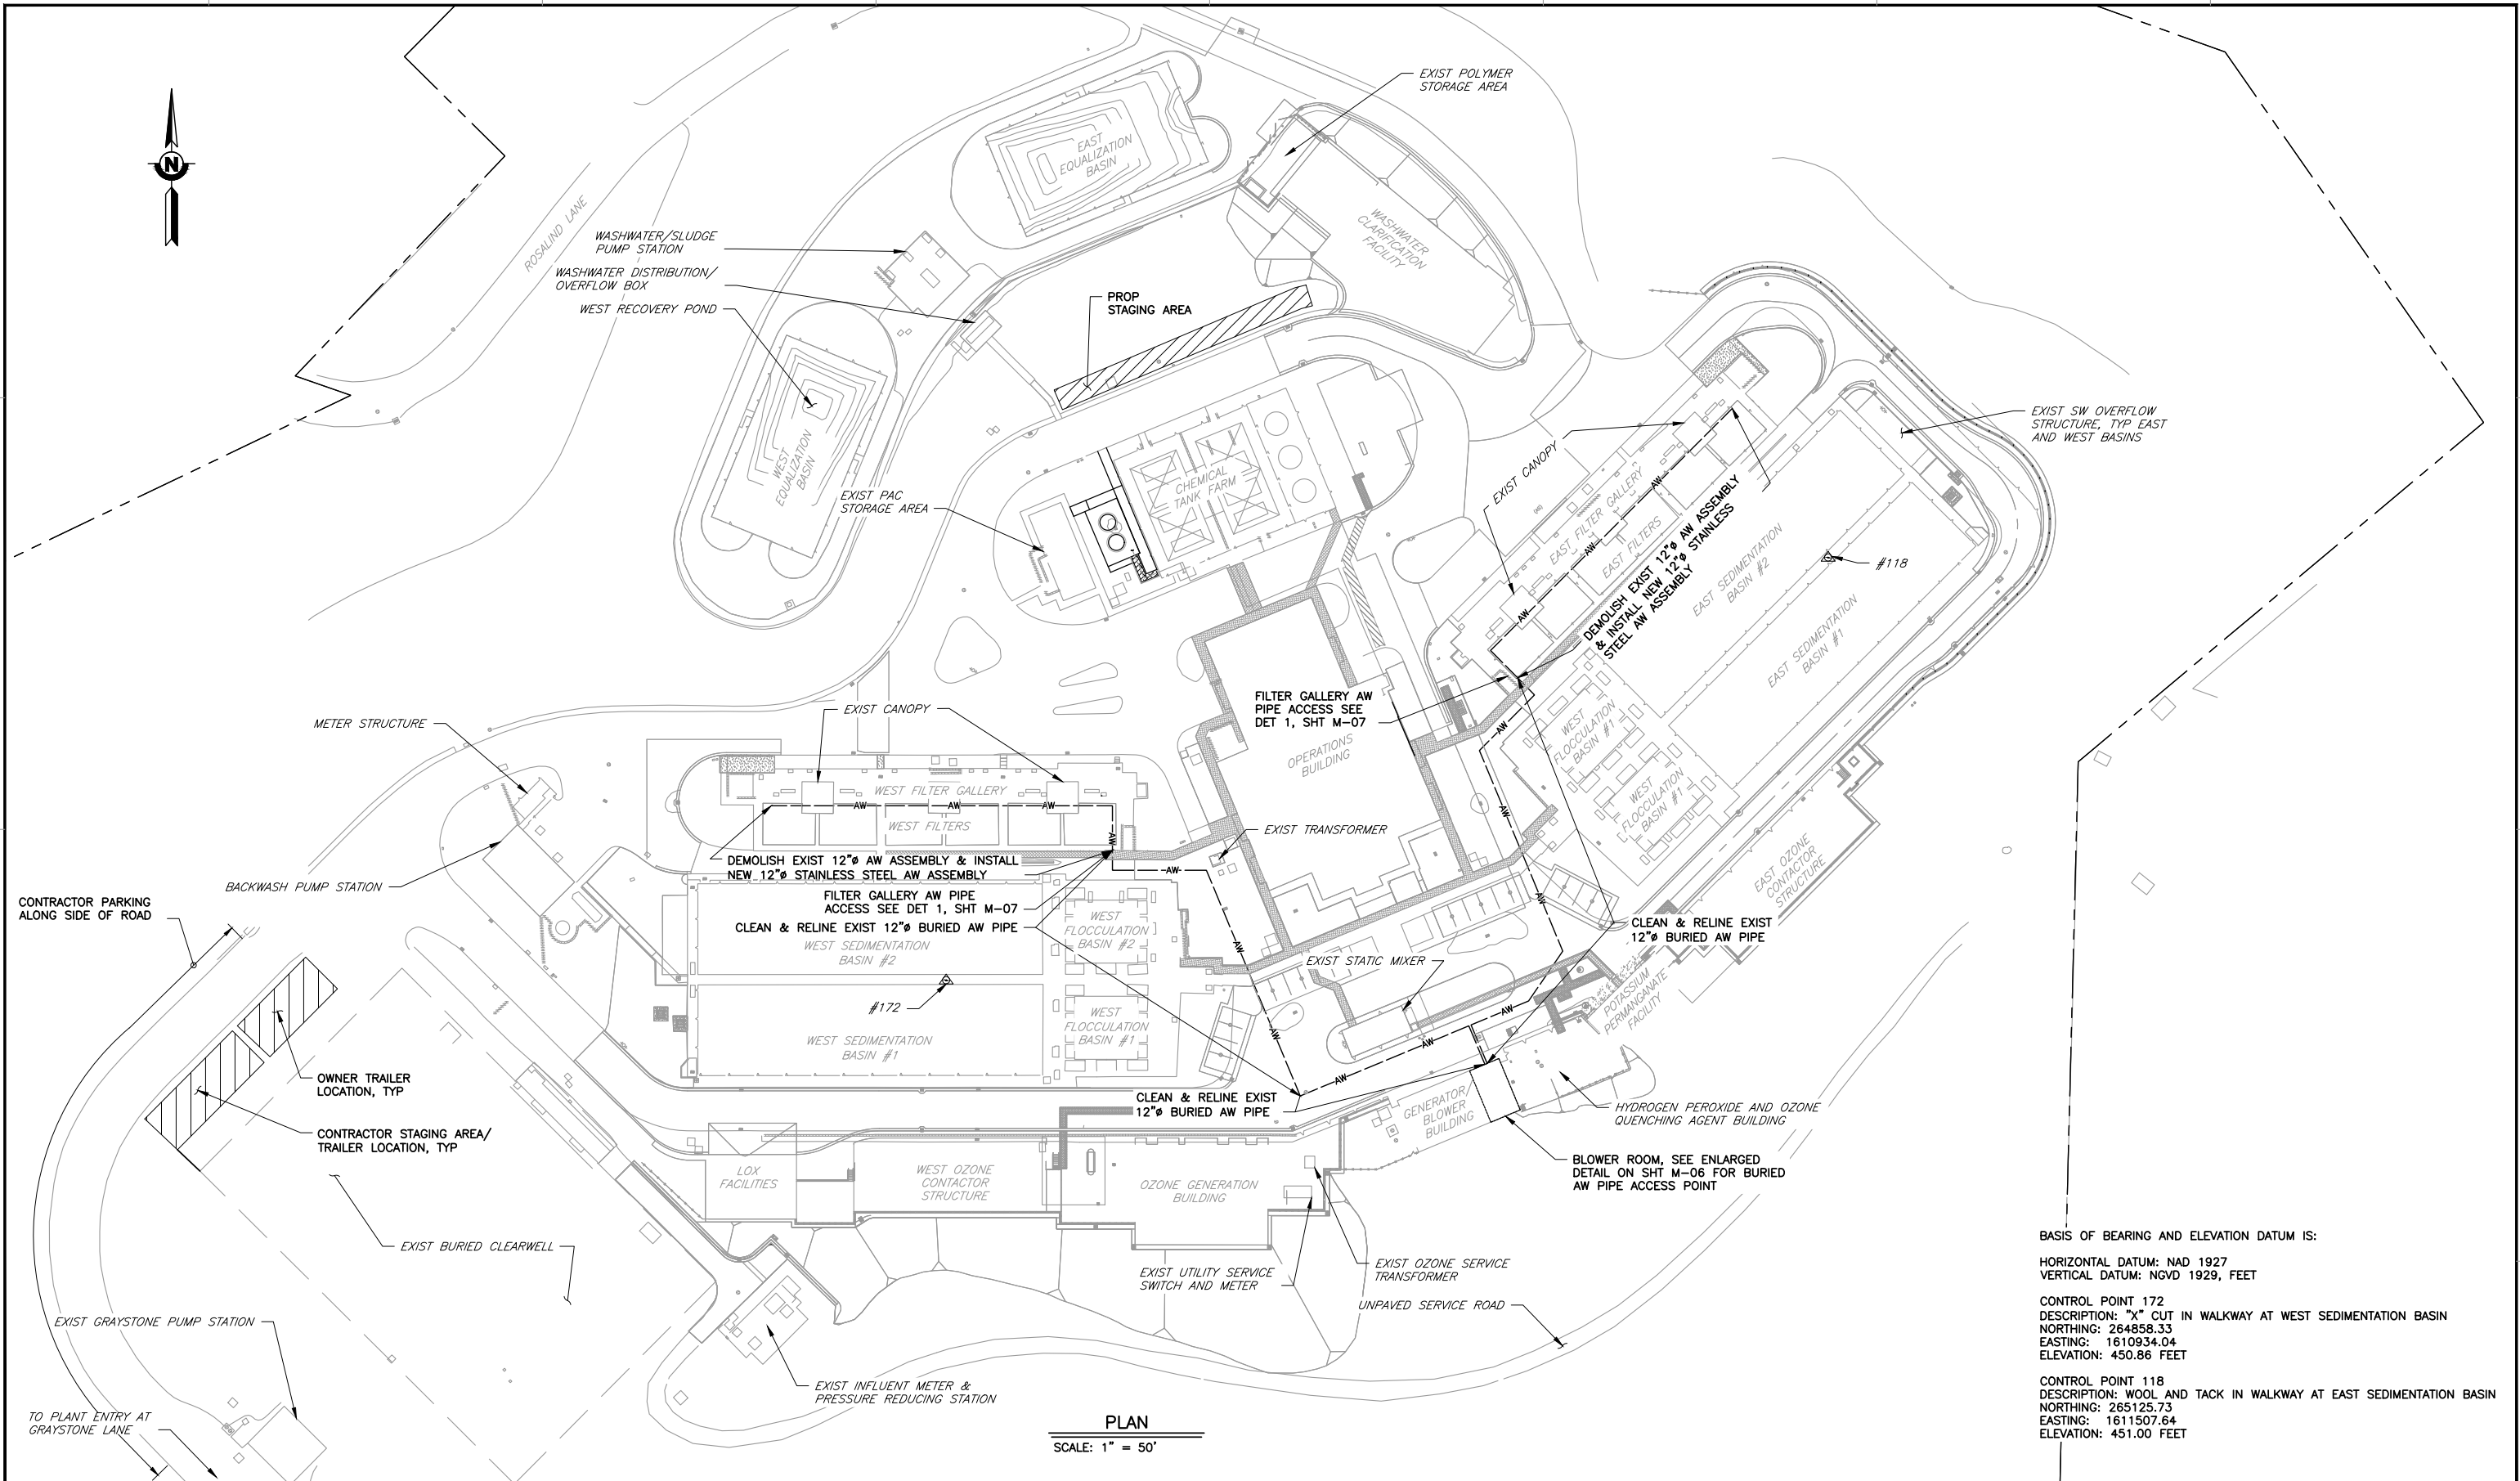 N
EXIST POLYMER
STORAGE AREA
EAST
EQUALIZATION
BASIN
ROSALIND LANE
WASHWATER/SLUDGE
PUMP STATION
WASHWATER DISTRIBUTION/
OVERFLOW BOX
WEST RECOVERY POND
WASHWATER
CLARIFICATION
FACILITY
PROP
STAGING AREA
WEST
EQUALIZATION
BASIN
EXIST PAC
STORAGE AREA
CHEMICAL
TANK FARM
EXIST CANOPY
EXIST SW OVERFLOW
STRUCTURE, TYP EAST
AND WEST BASINS
AW
EAST FILTER GALLERY
AW
EAST FILTERS
AW
DEMOLISH EXIST 12"ø AW ASSEMBLY
& INSTALL NEW 12"ø STAINLESS
STEEL AW ASSEMBLY
EAST SEDIMENTATION
BASIN #2
#118
EAST SEDIMENTATION
BASIN #1
FILTER GALLERY AW
PIPE ACCESS SEE
DET 1, SHT M-07
OPERATIONS
BUILDING
AW
WEST
FLOCCULATION
BASIN #1
WEST
FLOCCULATION
BASIN #1
AW
AW
EAST OZONE
CONTACTOR
STRUCTURE
METER STRUCTURE
EXIST CANOPY
WEST FILTER GALLERY
AW
AW
AW
WEST FILTERS
AW
EXIST TRANSFORMER
DEMOLISH EXIST 12"ø AW ASSEMBLY & INSTALL
NEW 12"ø STAINLESS STEEL AW ASSEMBLY
AW
BACKWASH PUMP STATION
FILTER GALLERY AW PIPE
ACCESS SEE DET 1, SHT M-07
CLEAN & RELINE EXIST 12"ø BURIED AW PIPE
WEST
FLOCCULATION
BASIN #2
WEST SEDIMENTATION
BASIN #2
AW
CONTRACTOR PARKING
ALONG SIDE OF ROAD
CLEAN & RELINE EXIST
12"ø BURIED AW PIPE
EXIST STATIC MIXER
POTASSIUM
PERMANGANATE
FACILITY
#172
WEST
FLOCCULATION
BASIN #1
WEST SEDIMENTATION
BASIN #1
AW
AW
AW
AW
OWNER TRAILER
LOCATION, TYP
CONTRACTOR STAGING AREA/
TRAILER LOCATION, TYP
CLEAN & RELINE EXIST
12"ø BURIED AW PIPE
GENERATOR/
BLOWER
BUILDING
HYDROGEN PEROXIDE AND OZONE
QUENCHING AGENT BUILDING
BLOWER ROOM, SEE ENLARGED
DETAIL ON SHT M-06 FOR BURIED
AW PIPE ACCESS POINT
LOX
FACILITIES
WEST OZONE
CONTACTOR
STRUCTURE
OZONE GENERATION
BUILDING
EXIST BURIED CLEARWELL
EXIST UTILITY SERVICE
SWITCH AND METER
EXIST OZONE SERVICE
TRANSFORMER
UNPAVED SERVICE ROAD
EXIST GRAYSTONE PUMP STATION
EXIST INFLUENT METER &
PRESSURE REDUCING STATION
TO PLANT ENTRY AT
GRAYSTONE LANE
PLAN
SCALE: 1" = 50'
BASIS OF BEARING AND ELEVATION DATUM IS:
HORIZONTAL DATUM: NAD 1927
VERTICAL DATUM: NGVD 1929, FEET
CONTROL POINT 172
DESCRIPTION: "X" CUT IN WALKWAY AT WEST SEDIMENTATION BASIN
NORTHING: 264858.33
EASTING: 1610934.04
ELEVATION: 450.86 FEET
CONTROL POINT 118
DESCRIPTION: WOOL AND TACK IN WALKWAY AT EAST SEDIMENTATION BASIN
NORTHING: 265125.73
EASTING: 1611507.64
ELEVATION: 451.00 FEET